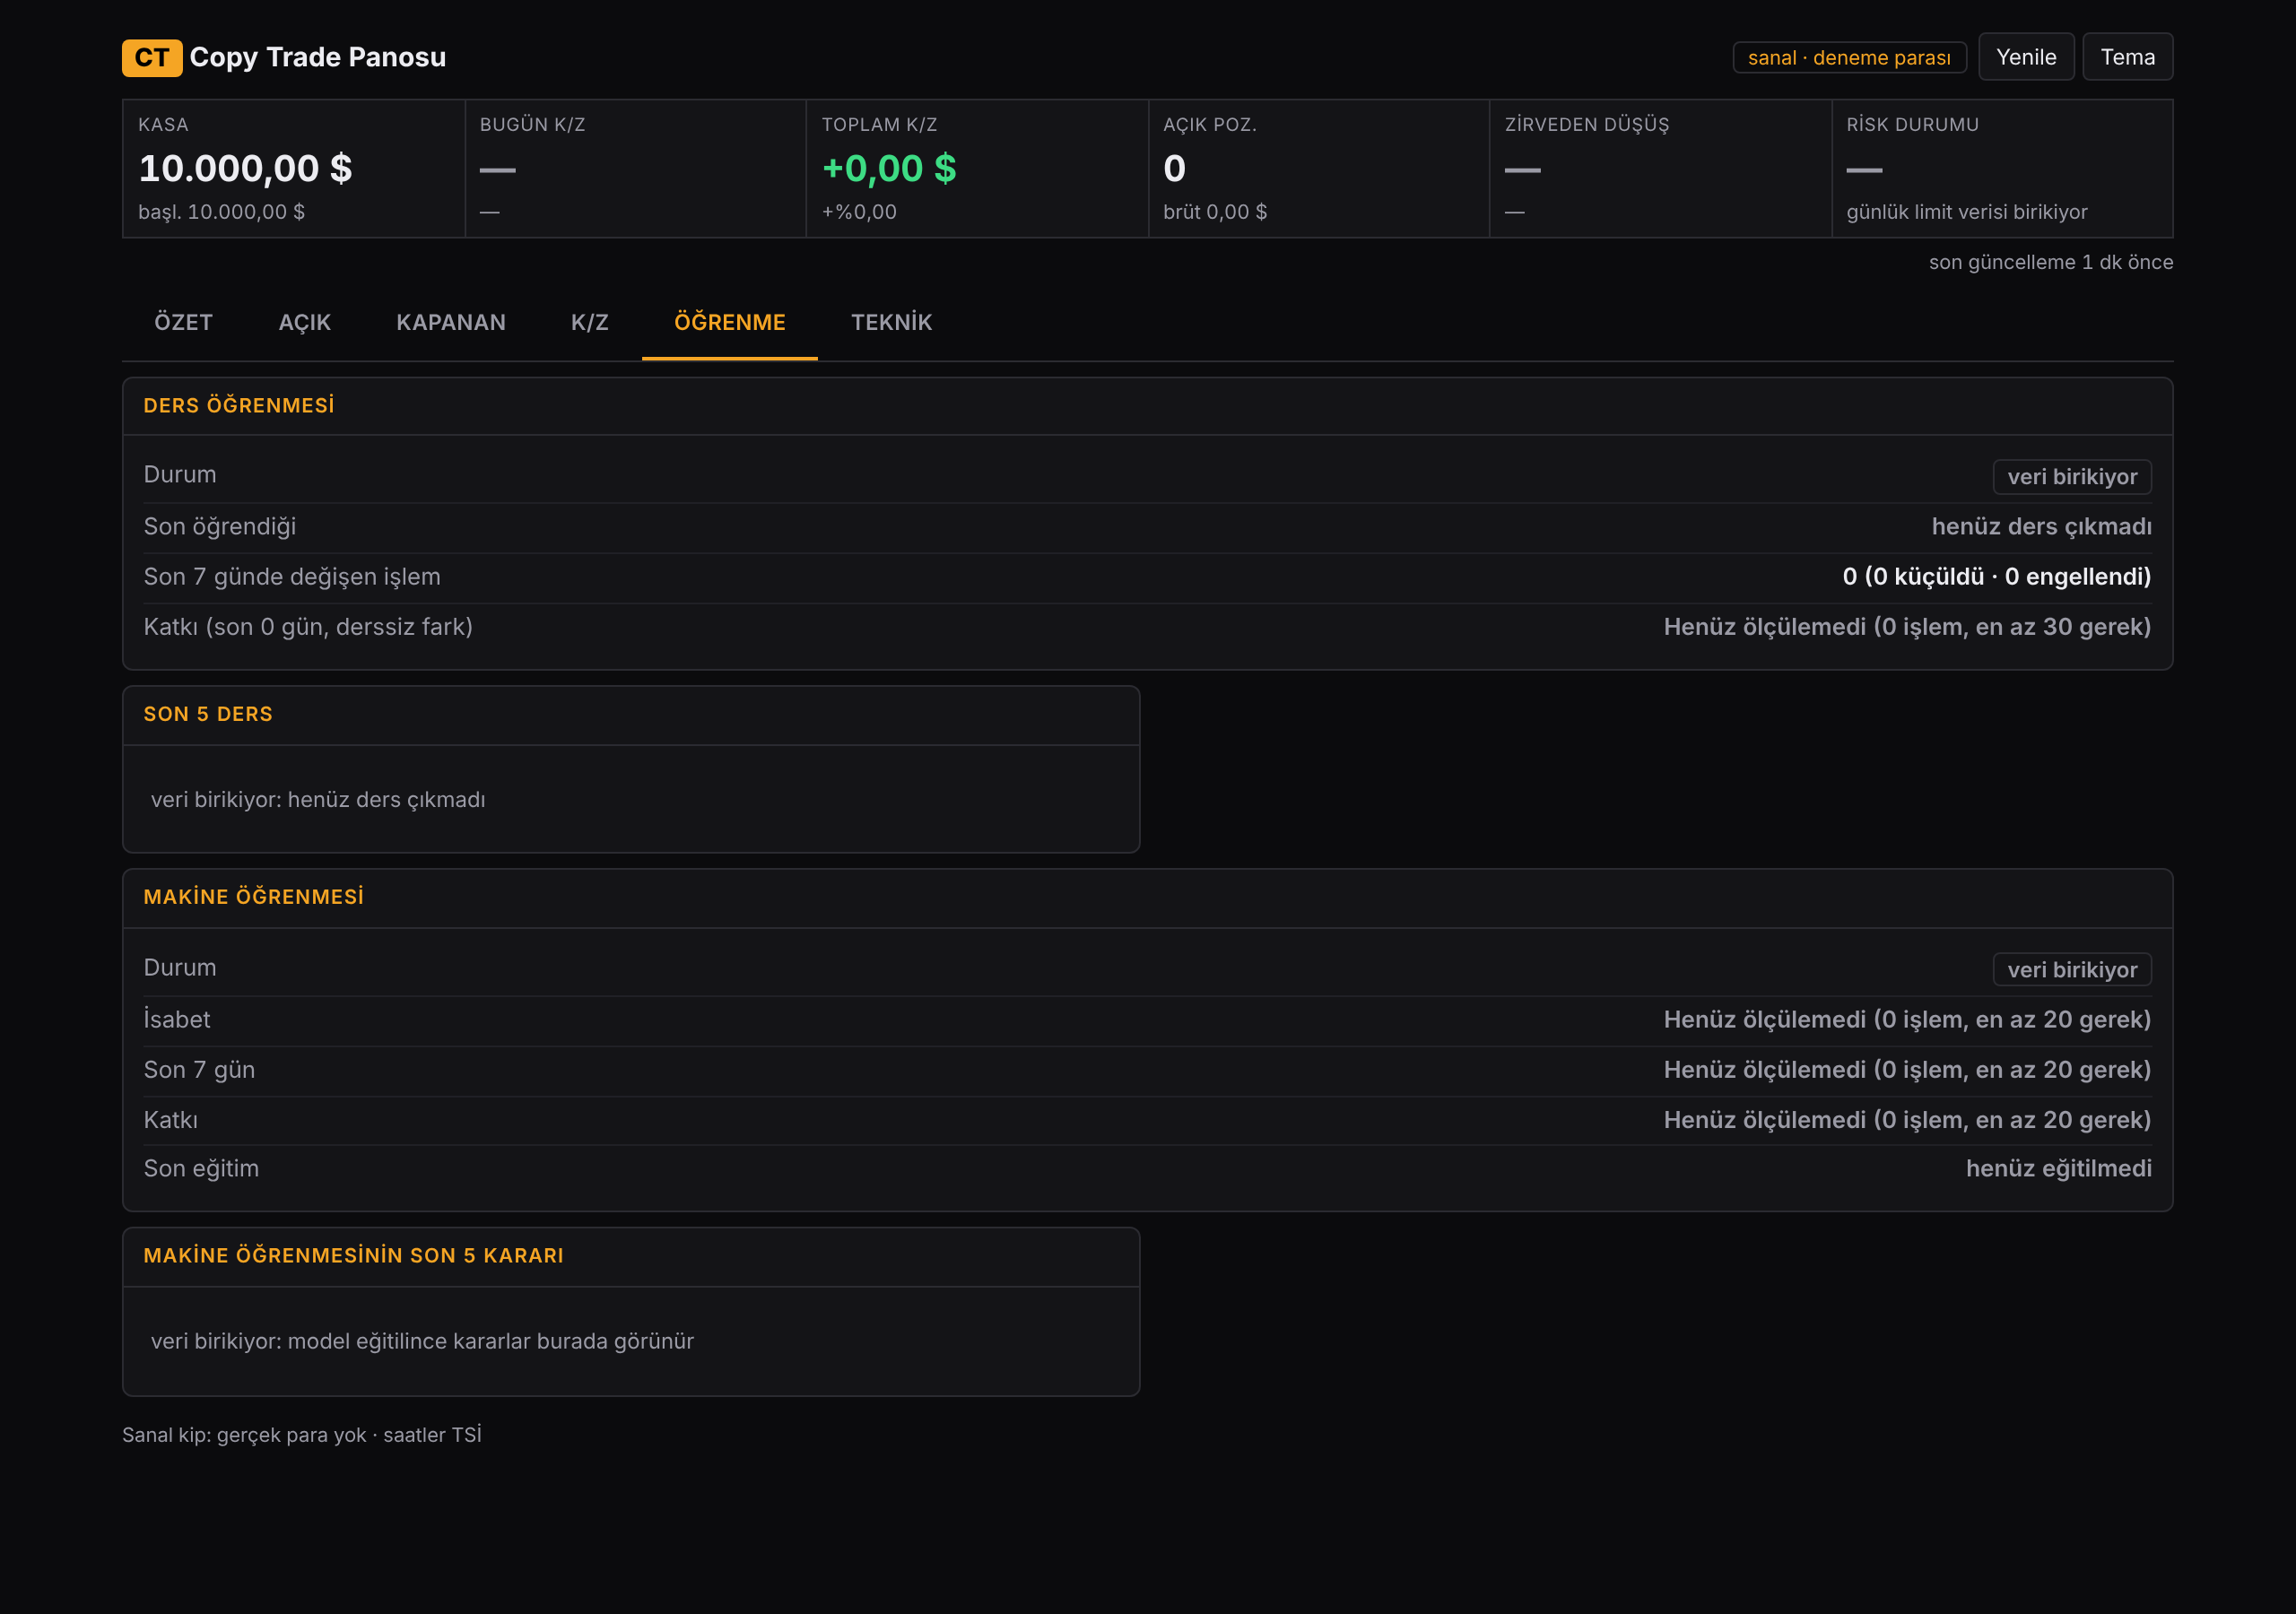 CT Copy Trade Panosu
sanal · deneme parası Yenile Tema
KASA
10.000,00 $
başl. 10.000,00 $
BUGÜN K/Z
—
—
TOPLAM K/Z
+0,00 $
+%0,00
AÇIK POZ.
0
brüt 0,00 $
ZİRVEDEN DÜŞÜŞ
—
—
RİSK DURUMU
—
günlük limit verisi birikiyor
son güncelleme 1 dk önce
ÖZET AÇIK KAPANAN K/Z ÖĞRENME TEKNİK
DERS ÖĞRENMESİ
Durum veri birikiyor
Son öğrendiği henüz ders çıkmadı
Son 7 günde değişen işlem 0 (0 küçüldü · 0 engellendi)
Katkı (son 0 gün, derssiz fark) Henüz ölçülemedi (0 işlem, en az 30 gerek)
SON 5 DERS
veri birikiyor: henüz ders çıkmadı
MAKİNE ÖĞRENMESİ
Durum veri birikiyor
İsabet Henüz ölçülemedi (0 işlem, en az 20 gerek)
Son 7 gün Henüz ölçülemedi (0 işlem, en az 20 gerek)
Katkı Henüz ölçülemedi (0 işlem, en az 20 gerek)
Son eğitim henüz eğitilmedi
MAKİNE ÖĞRENMESİNİN SON 5 KARARI
veri birikiyor: model eğitilince kararlar burada görünür
Sanal kip: gerçek para yok · saatler TSİ